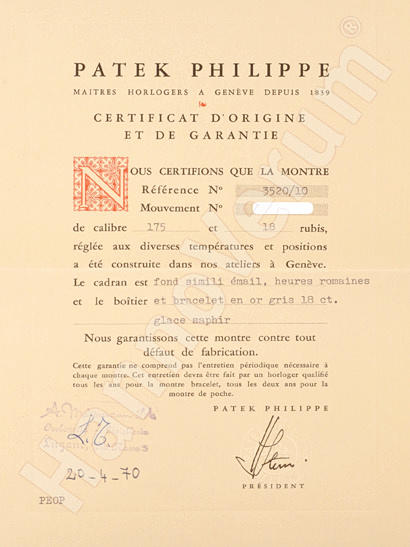 PATEK PHILIPPE
MAITRES HORLOGERS A GENÈVE DEPUIS 1839
CERTIFICAT D'ORIGINE
ET DE GARANTIE
NOUS CERTIFIONS QUE LA MONTRE
Référence Nº 3520/10
Mouvement Nº
de calibre 175 et 18 rubis,
réglée aux diverses températures et positions
a été construite dans nos ateliers à Genève.
Le cadran est fond simili émail, heures romaines
et le boîtier et bracelet en or gris 18 ct.
glace saphir
Nous garantissons cette montre contre tout
défaut de fabrication.
Cette garantie ne comprend pas l'entretien périodique nécessaire à
chaque montre. Cet entretien devra être fait par un horloger qualifié
tous les ans pour la montre bracelet, tous les deux ans pour la
montre de poche.
PATEK PHILIPPE
20-4-70
PRÉSIDENT
PEOP
HannoVerum®